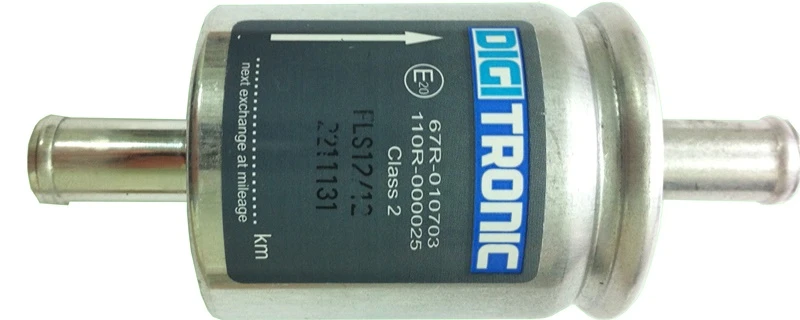 DIGITRONIC
E20
67R-010703
110R-000025
Class 2
FLS12/12
2211131
km
next exchange at mileage